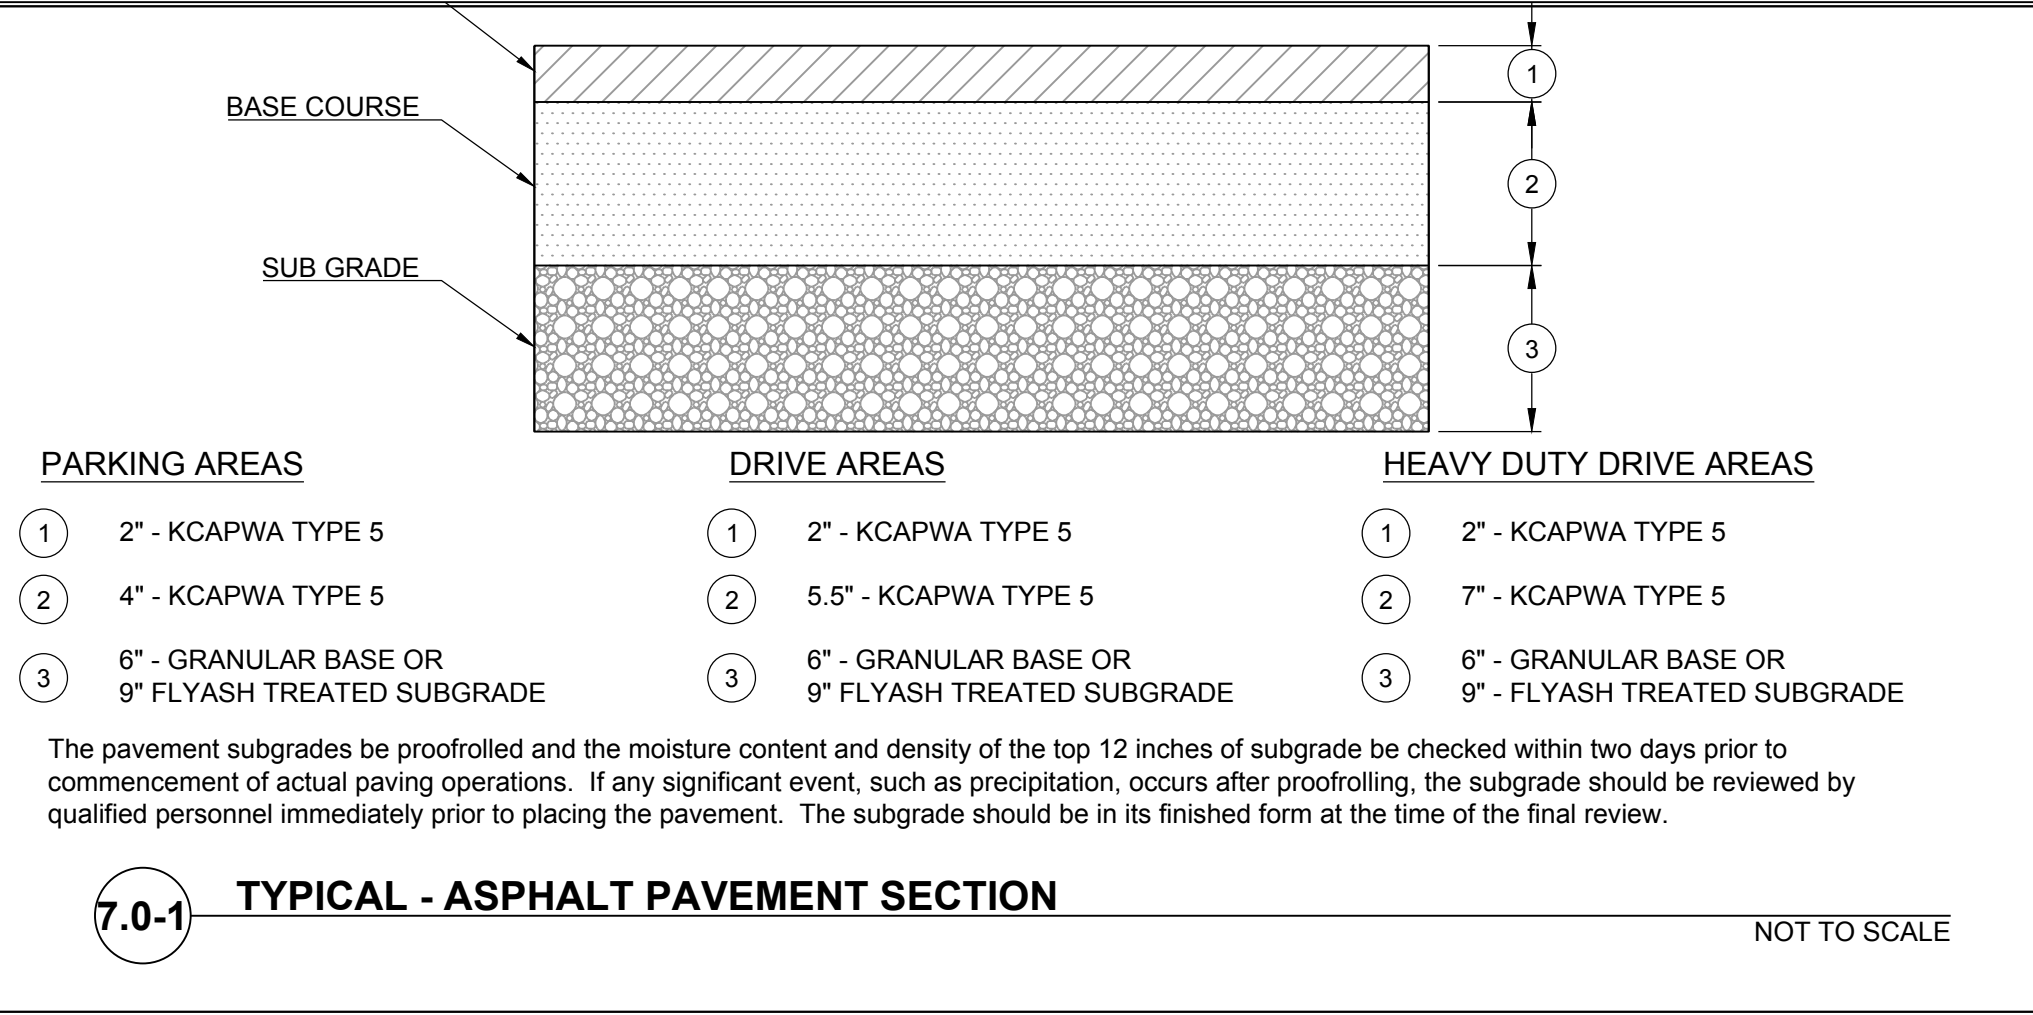 1
BASE COURSE
2
SUB GRADE
3
PARKING AREAS
1 2" - KCAPWA TYPE 5
2 4" - KCAPWA TYPE 5
3 6" - GRANULAR BASE OR
9" FLYASH TREATED SUBGRADE
DRIVE AREAS
1 2" - KCAPWA TYPE 5
2 5.5" - KCAPWA TYPE 5
3 6" - GRANULAR BASE OR
9" FLYASH TREATED SUBGRADE
HEAVY DUTY DRIVE AREAS
1 2" - KCAPWA TYPE 5
2 7" - KCAPWA TYPE 5
3 6" - GRANULAR BASE OR
9" - FLYASH TREATED SUBGRADE
The pavement subgrades be proofrolled and the moisture content and density of the top 12 inches of subgrade be checked within two days prior to
commencement of actual paving operations.  If any significant event, such as precipitation, occurs after proofrolling, the subgrade should be reviewed by
qualified personnel immediately prior to placing the pavement.  The subgrade should be in its finished form at the time of the final review.
7.0-1 TYPICAL - ASPHALT PAVEMENT SECTION
NOT TO SCALE